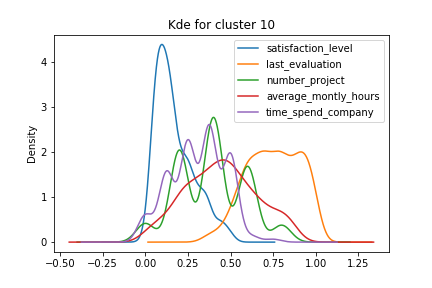 Kde for cluster 10
satisfaction_level
last_evaluation
number_project
average_montly_hours
time_spend_company
Density
4
3
2
1
0
−0.50 −0.25 0.00 0.25 0.50 0.75 1.00 1.25